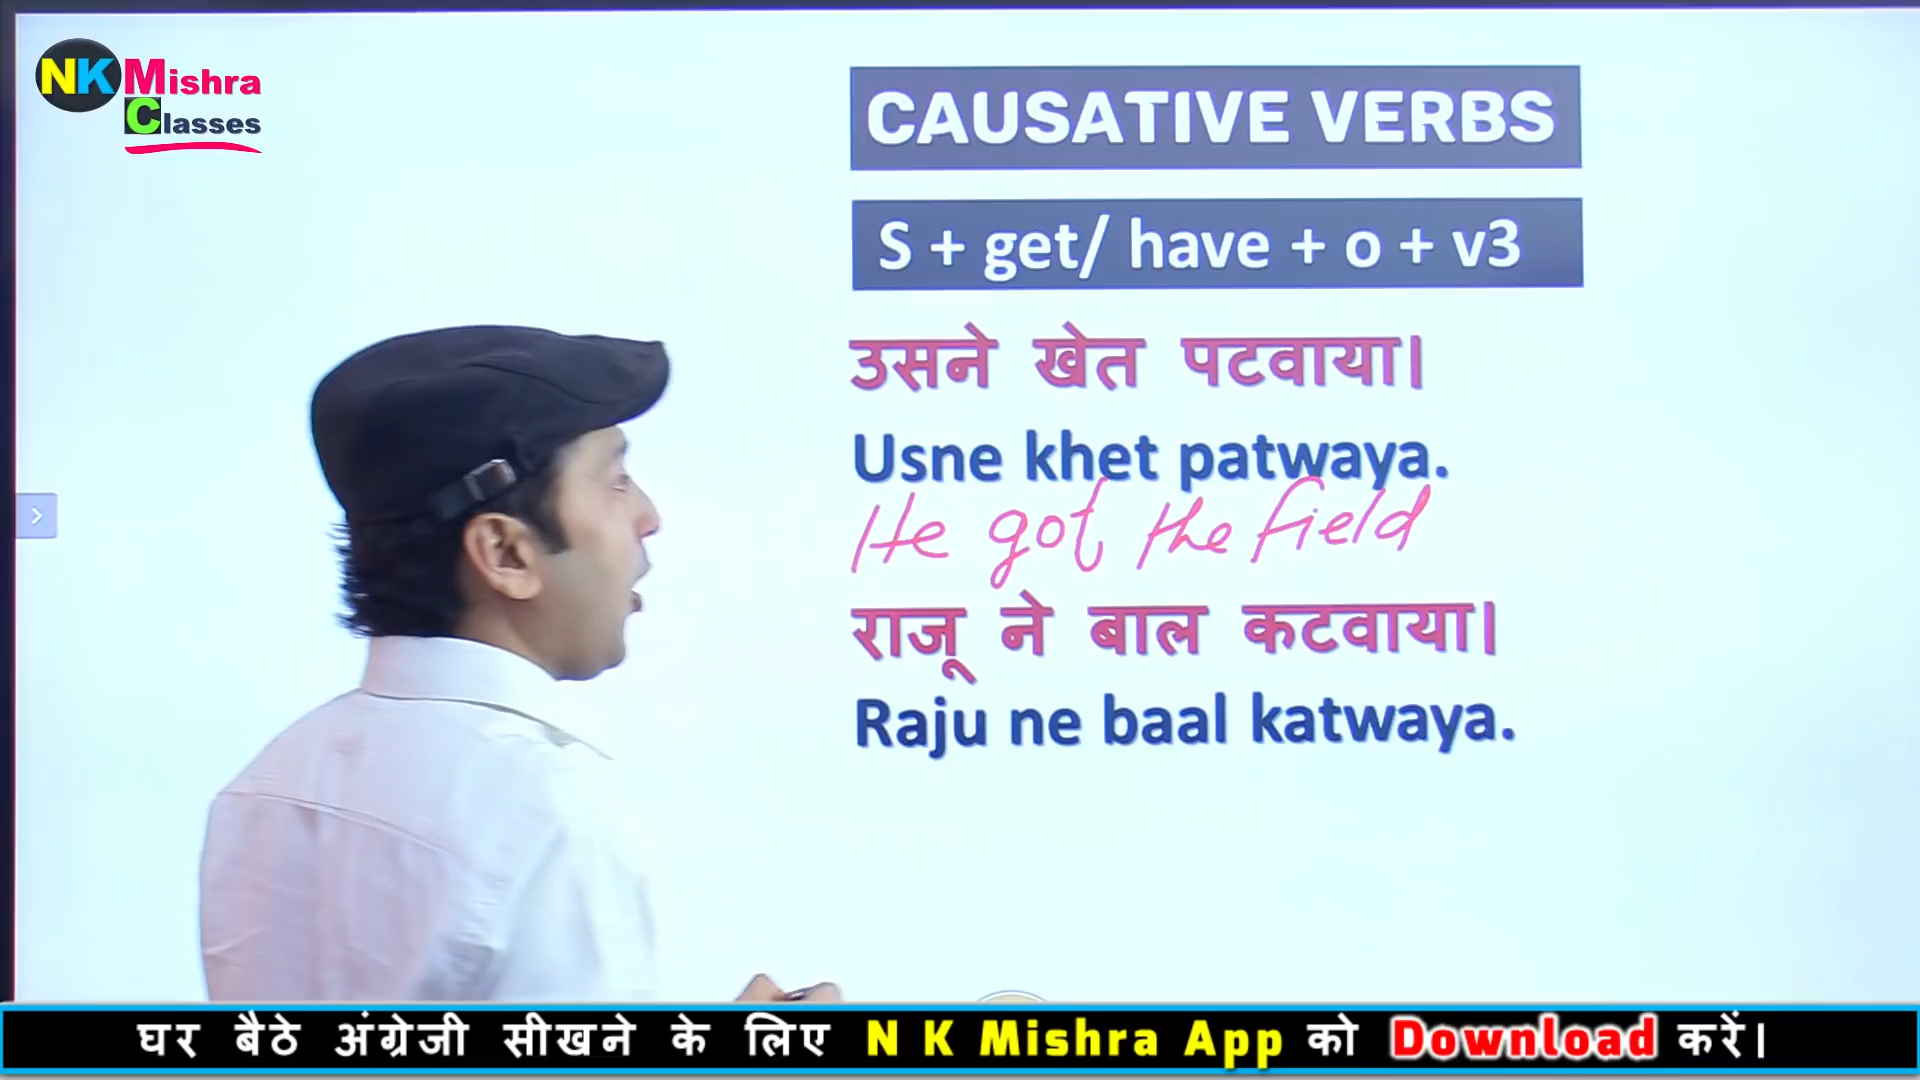 NK Mishra
Classes
CAUSATIVE VERBS
S + get/ have + o + v3
उसने खेत पटवाया।
Usne khet patwaya.
He got the field
राजू ने बाल कटवाया।
Raju ne baal katwaya.
घर बैठे अंग्रेजी सीखने के लिए N K Mishra App को Download करें।